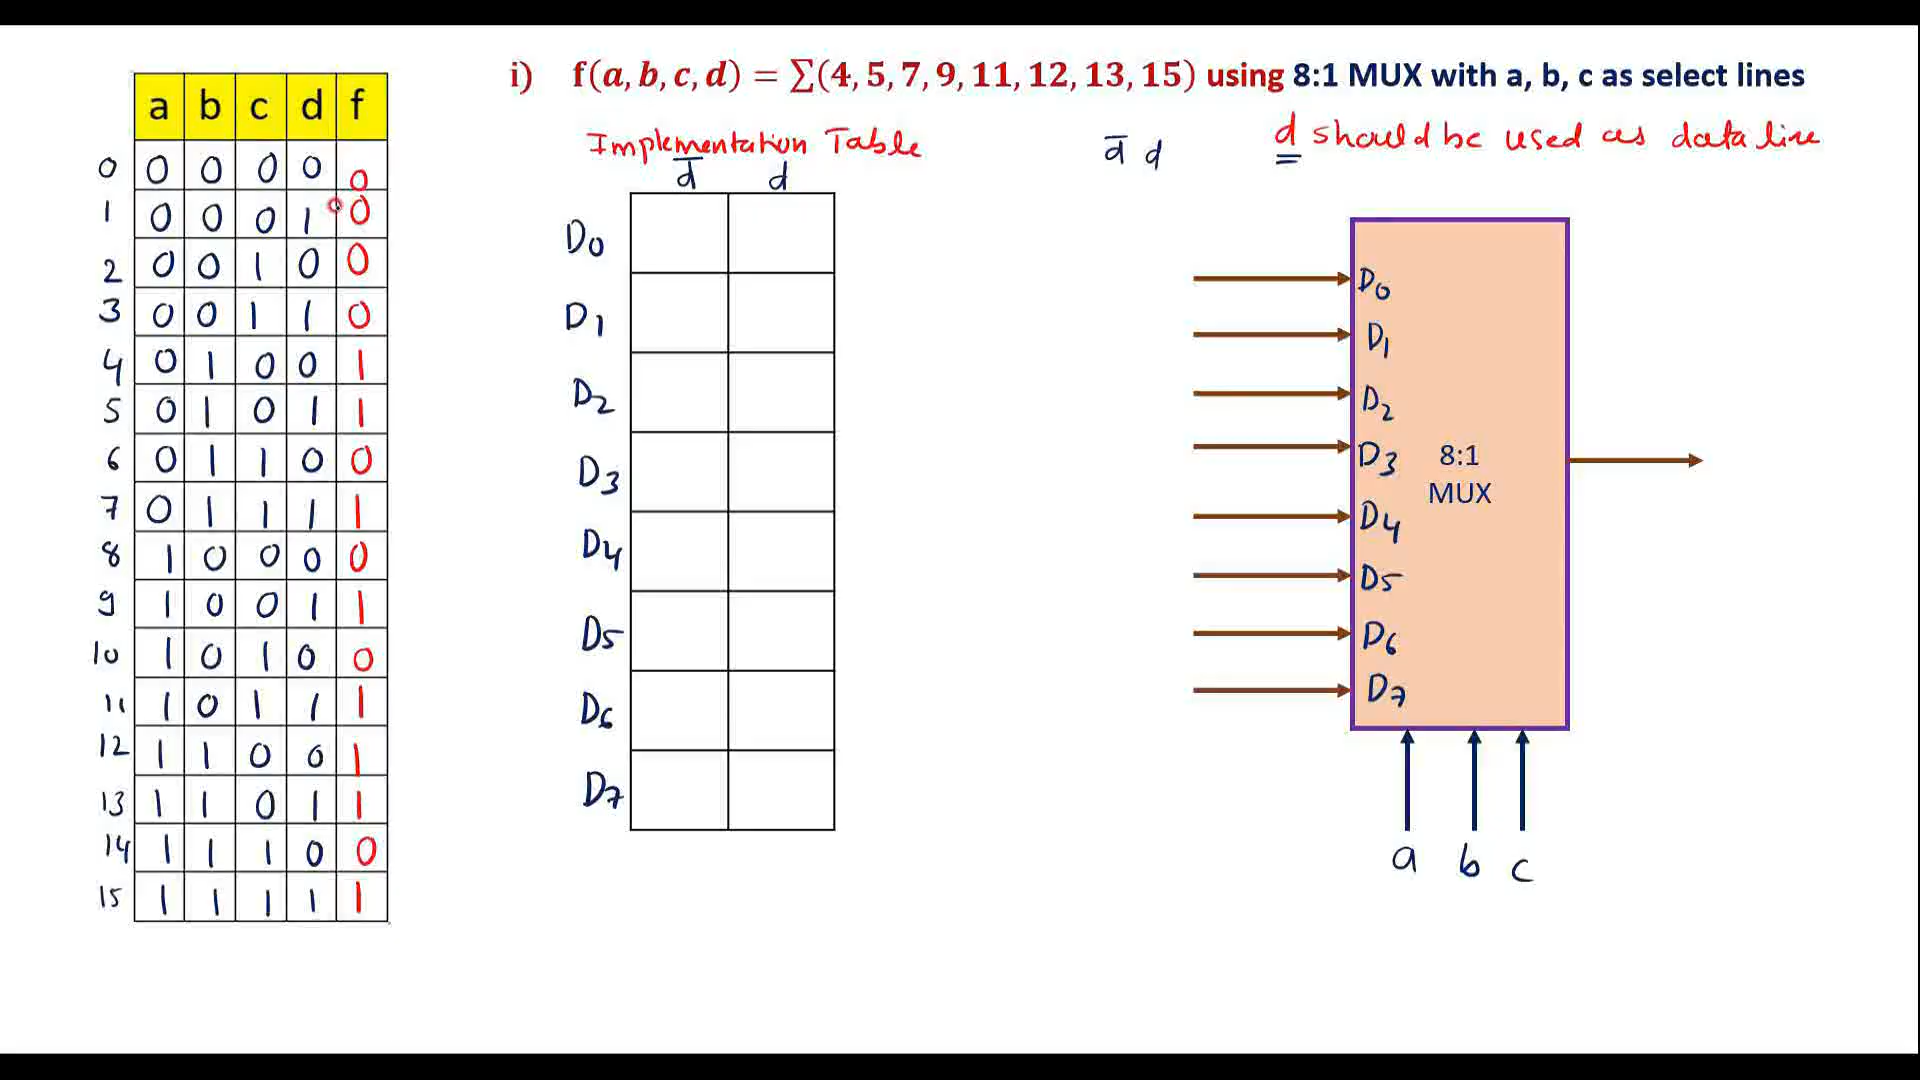 i) f(a, b, c, d) = ∑(4, 5, 7, 9, 11, 12, 13, 15) using 8:1 MUX with a, b, c as select lines
Implementation Table
d̅ d
d should be used as data line
a b c d f
0 0 0 0 0 0
1 0 0 0 1 0
2 0 0 1 0 0
3 0 0 1 1 0
4 0 1 0 0 1
5 0 1 0 1 1
6 0 1 1 0 0
7 0 1 1 1 1
8 1 0 0 0 0
9 1 0 0 1 1
10 1 0 1 0 0
11 1 0 1 1 1
12 1 1 0 0 1
13 1 1 0 1 1
14 1 1 1 0 0
15 1 1 1 1 1
d̅ d
D0
D1
D2
D3
D4
D5
D6
D7
D0
D1
D2
D3
D4
D5
D6
D7
8:1
MUX
a b c